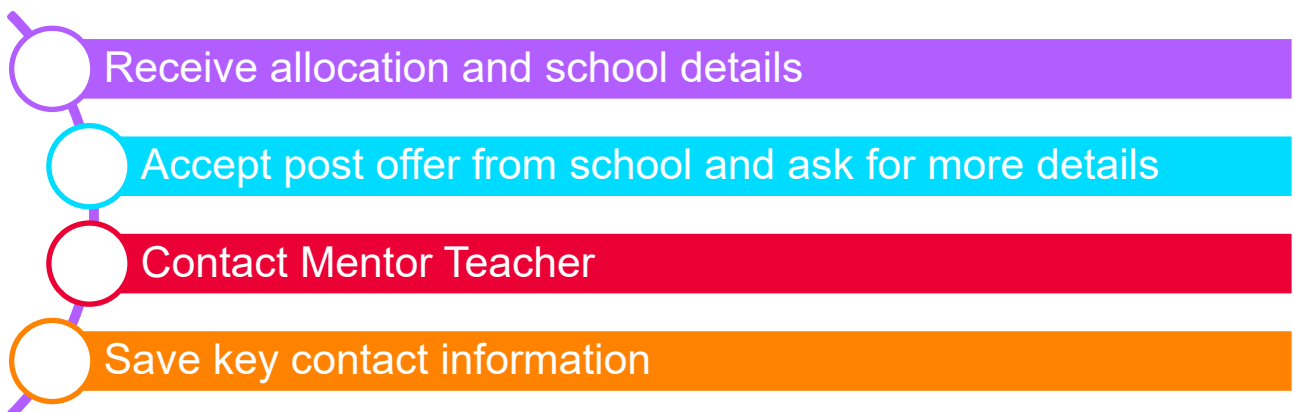 Receive allocation and school details
Accept post offer from school and ask for more details
Contact Mentor Teacher
Save key contact information